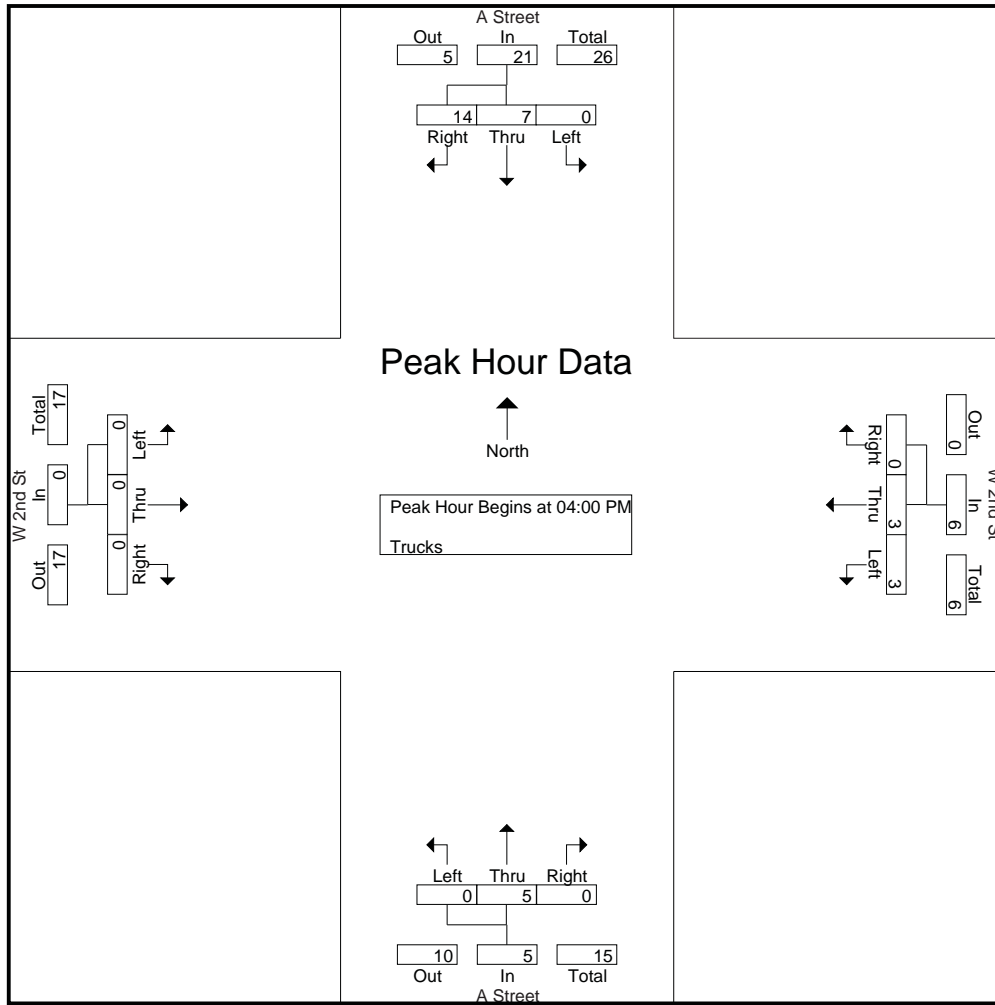 A Street
Out In Total
5 21 26
14 7 0
Right Thru Left
Peak Hour Data
North
Peak Hour Begins at 04:00 PM
Trucks
W 2nd St
Total In Out
17 0 17
0 0 0
Left Thru Right
W 2nd St
Out In Total
0 6 6
0 3 3
Right Thru Left
Left Thru Right
0 5 0
10 5 15
Out In Total
A Street